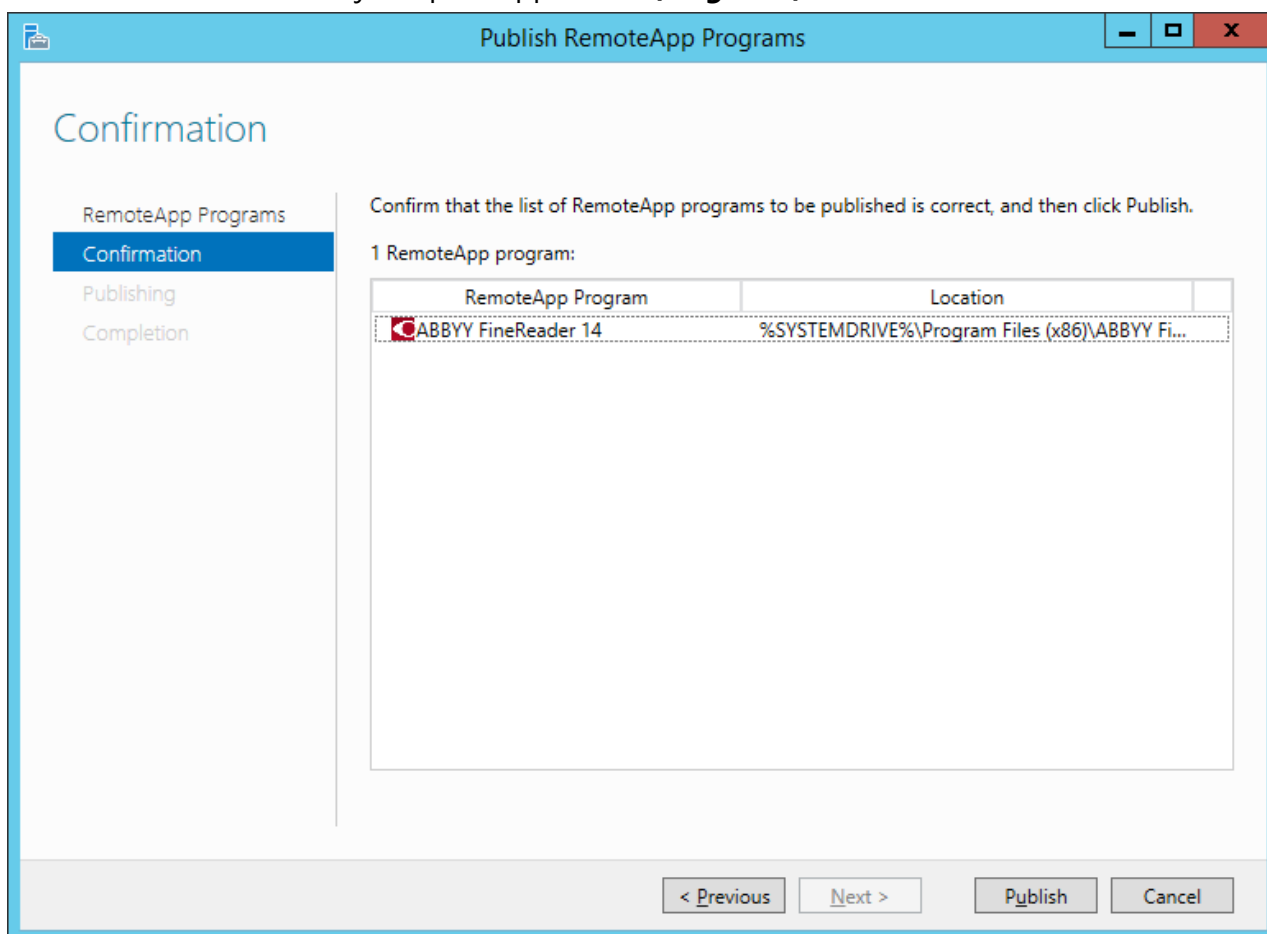 Publish RemoteApp Programs
Confirmation
RemoteApp Programs
Confirmation
Publishing
Completion
Confirm that the list of RemoteApp programs to be published is correct, and then click Publish.
1 RemoteApp program:
RemoteApp Program Location
ABBYY FineReader 14 %SYSTEMDRIVE%\Program Files (x86)\ABBYY Fi...
< Previous Next > Publish Cancel